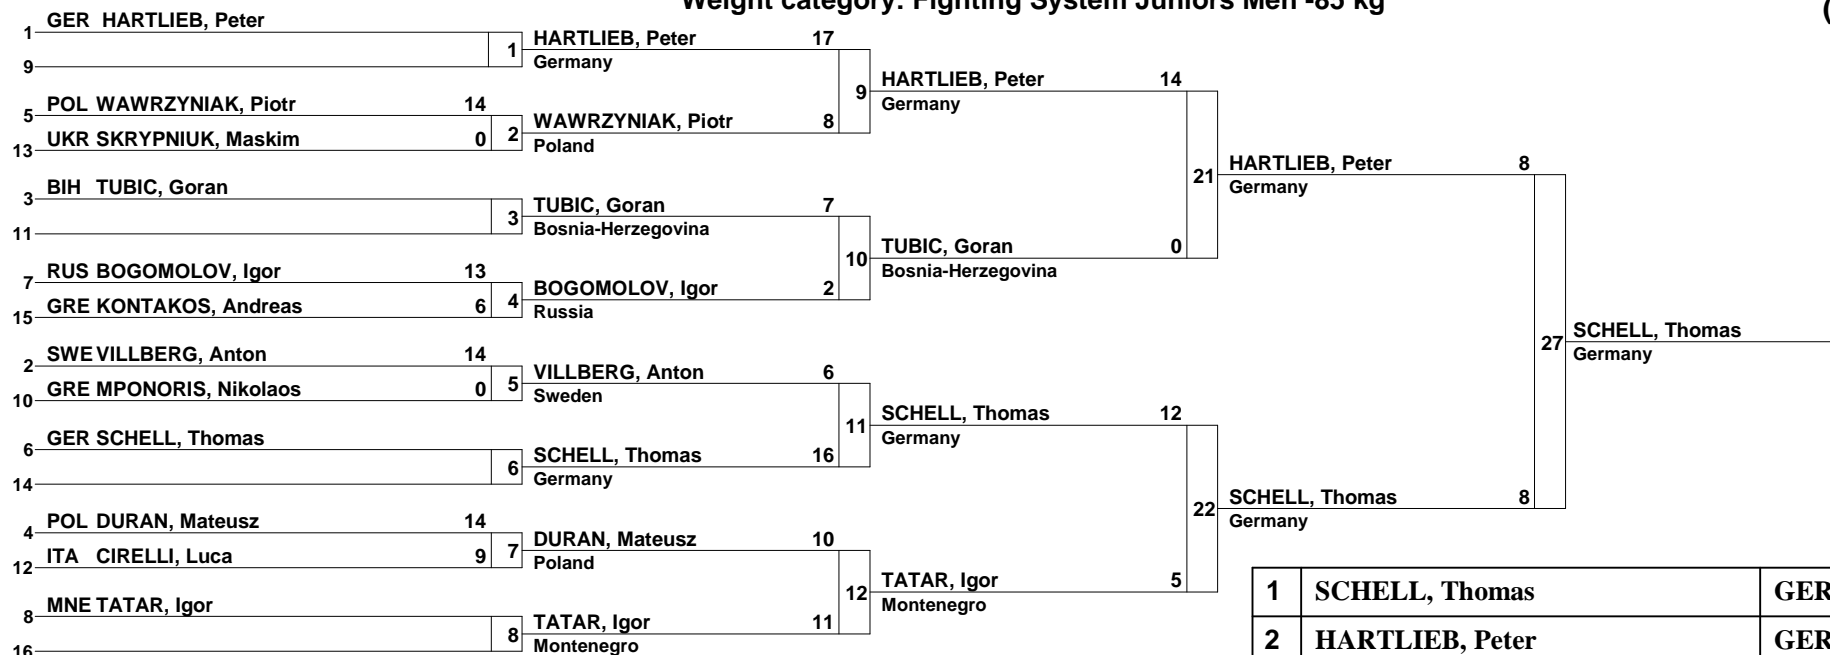 Weight category: Fighting System Juniors Men -85 kg
(
1 GER HARTLIEB, Peter
9
1 HARTLIEB, Peter 17
Germany
5 POL WAWRZYNIAK, Piotr 14
13 UKR SKRYPNIUK, Maskim 0
2 WAWRZYNIAK, Piotr 8
Poland
9 HARTLIEB, Peter 14
Germany
3 BIH TUBIC, Goran
11
3 TUBIC, Goran 7
Bosnia-Herzegovina
7 RUS BOGOMOLOV, Igor 13
15 GRE KONTAKOS, Andreas 6
4 BOGOMOLOV, Igor 2
Russia
10 TUBIC, Goran 0
Bosnia-Herzegovina
21 HARTLIEB, Peter 8
Germany
2 SWE VILLBERG, Anton 14
10 GRE MPONORIS, Nikolaos 0
5 VILLBERG, Anton 6
Sweden
6 GER SCHELL, Thomas
14
6 SCHELL, Thomas 16
Germany
11 SCHELL, Thomas 12
Germany
4 POL DURAN, Mateusz 14
12 ITA CIRELLI, Luca 9
7 DURAN, Mateusz 10
Poland
8 MNE TATAR, Igor
16
8 TATAR, Igor 11
Montenegro
12 TATAR, Igor 5
Montenegro
22 SCHELL, Thomas 8
Germany
27 SCHELL, Thomas
Germany
1 SCHELL, Thomas GER
2 HARTLIEB, Peter GER